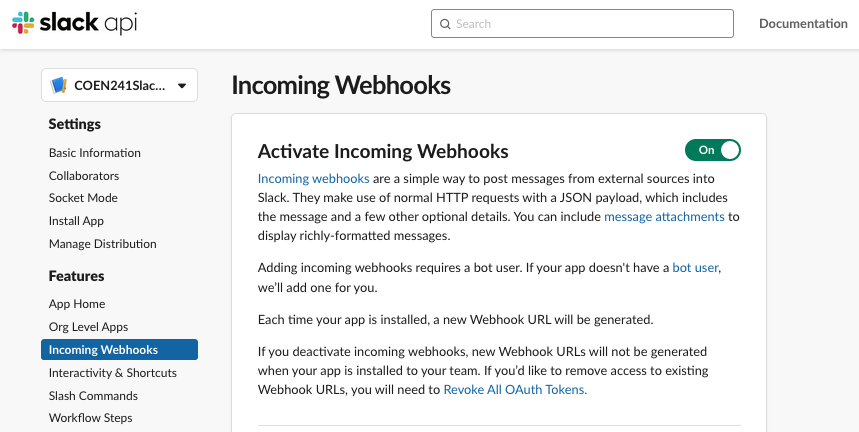 slack api
Search
Documentation
COEN241Slac...
Settings
Basic Information
Collaborators
Socket Mode
Install App
Manage Distribution
Features
App Home
Org Level Apps
Incoming Webhooks
Interactivity & Shortcuts
Slash Commands
Workflow Steps
Incoming Webhooks
Activate Incoming Webhooks
On
Incoming webhooks are a simple way to post messages from external sources into
Slack. They make use of normal HTTP requests with a JSON payload, which includes
the message and a few other optional details. You can include message attachments to
display richly-formatted messages.
Adding incoming webhooks requires a bot user. If your app doesn't have a bot user,
we'll add one for you.
Each time your app is installed, a new Webhook URL will be generated.
If you deactivate incoming webhooks, new Webhook URLs will not be generated
when your app is installed to your team. If you'd like to remove access to existing
Webhook URLs, you will need to Revoke All OAuth Tokens.